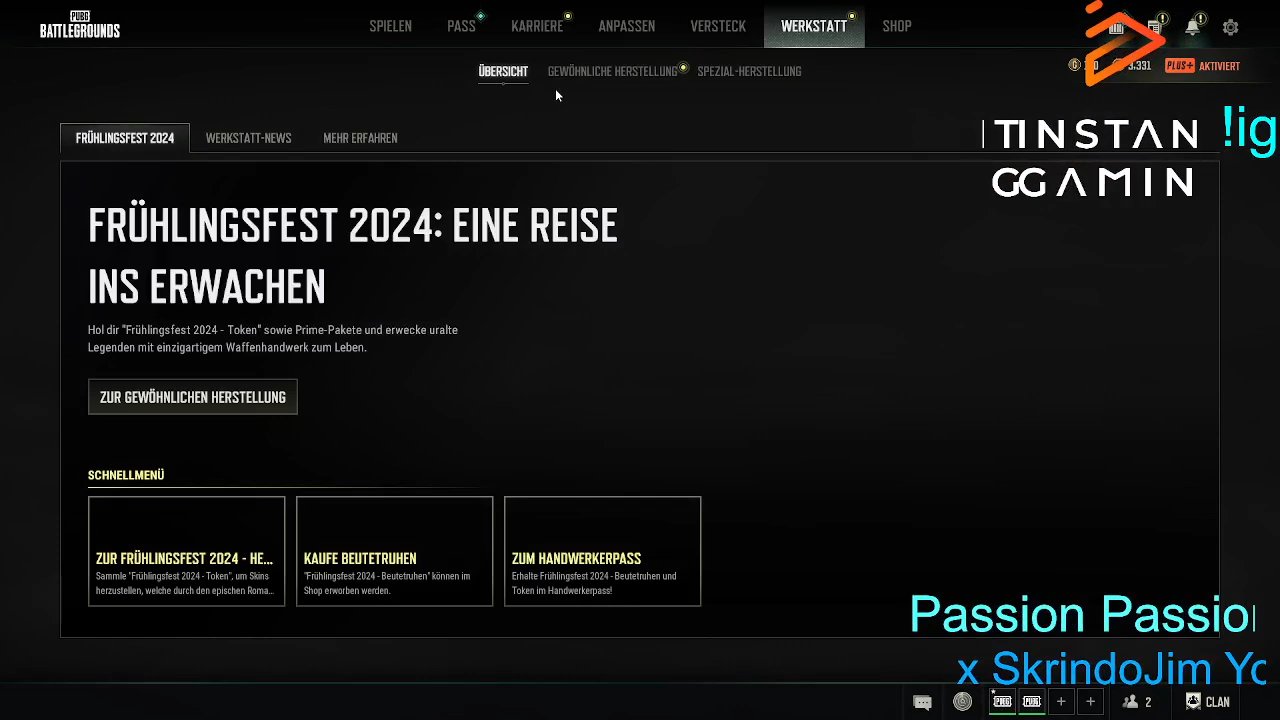 PUBG
BATTLEGROUNDS
SPIELEN
PASS
KARRIERE
ANPASSEN
VERSTECK
WERKSTATT
SHOP
ÜBERSICHT
GEWÖHNLICHE HERSTELLUNG
SPEZIAL-HERSTELLUNG
PLUS+ AKTIVIERT
FRÜHLINGSFEST 2024
WERKSTATT-NEWS
MEHR ERFAHREN
INSTAN
GAMIN
!ig
FRÜHLINGSFEST 2024: EINE REISE
INS ERWACHEN
Hol dir "Frühlingsfest 2024 - Token" sowie Prime-Pakete und erwecke uralte
Legenden mit einzigartigem Waffenhandwerk zum Leben.
ZUR GEWÖHNLICHEN HERSTELLUNG
SCHNELLMENÜ
ZUR FRÜHLINGSFEST 2024 - HE...
Sammle "Frühlingsfest 2024 - Token", um Skins
herzustellen, welche durch den epischen Roma...
KAUFE BEUTETRUHEN
"Frühlingsfest 2024 - Beutetruhen" können im
Shop erworben werden.
ZUM HANDWERKERPASS
Erhalte Frühlingsfest 2024 - Beutetruhen und
Token im Handwerkerpass!
Passion Passio
x SkrindoJim Yo
PUBG
PUBG
2
CLAN